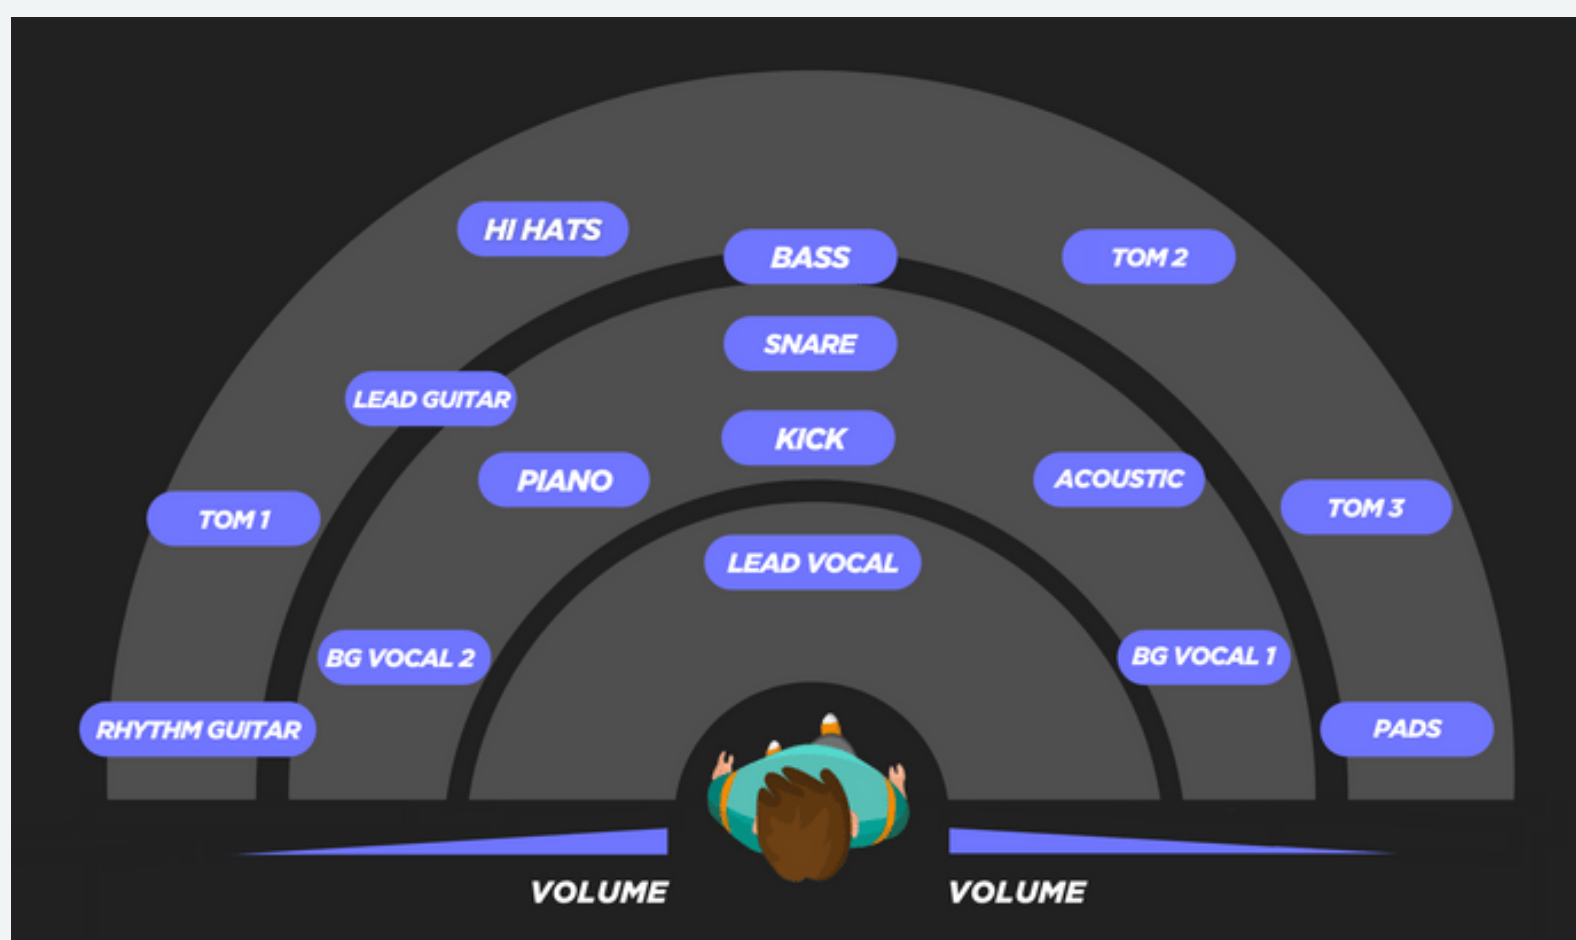 HI HATS
BASS
TOM 2
SNARE
LEAD GUITAR
KICK
PIANO
ACOUSTIC
TOM 1
TOM 3
LEAD VOCAL
BG VOCAL 2
BG VOCAL 1
RHYTHM GUITAR
PADS
VOLUME
VOLUME